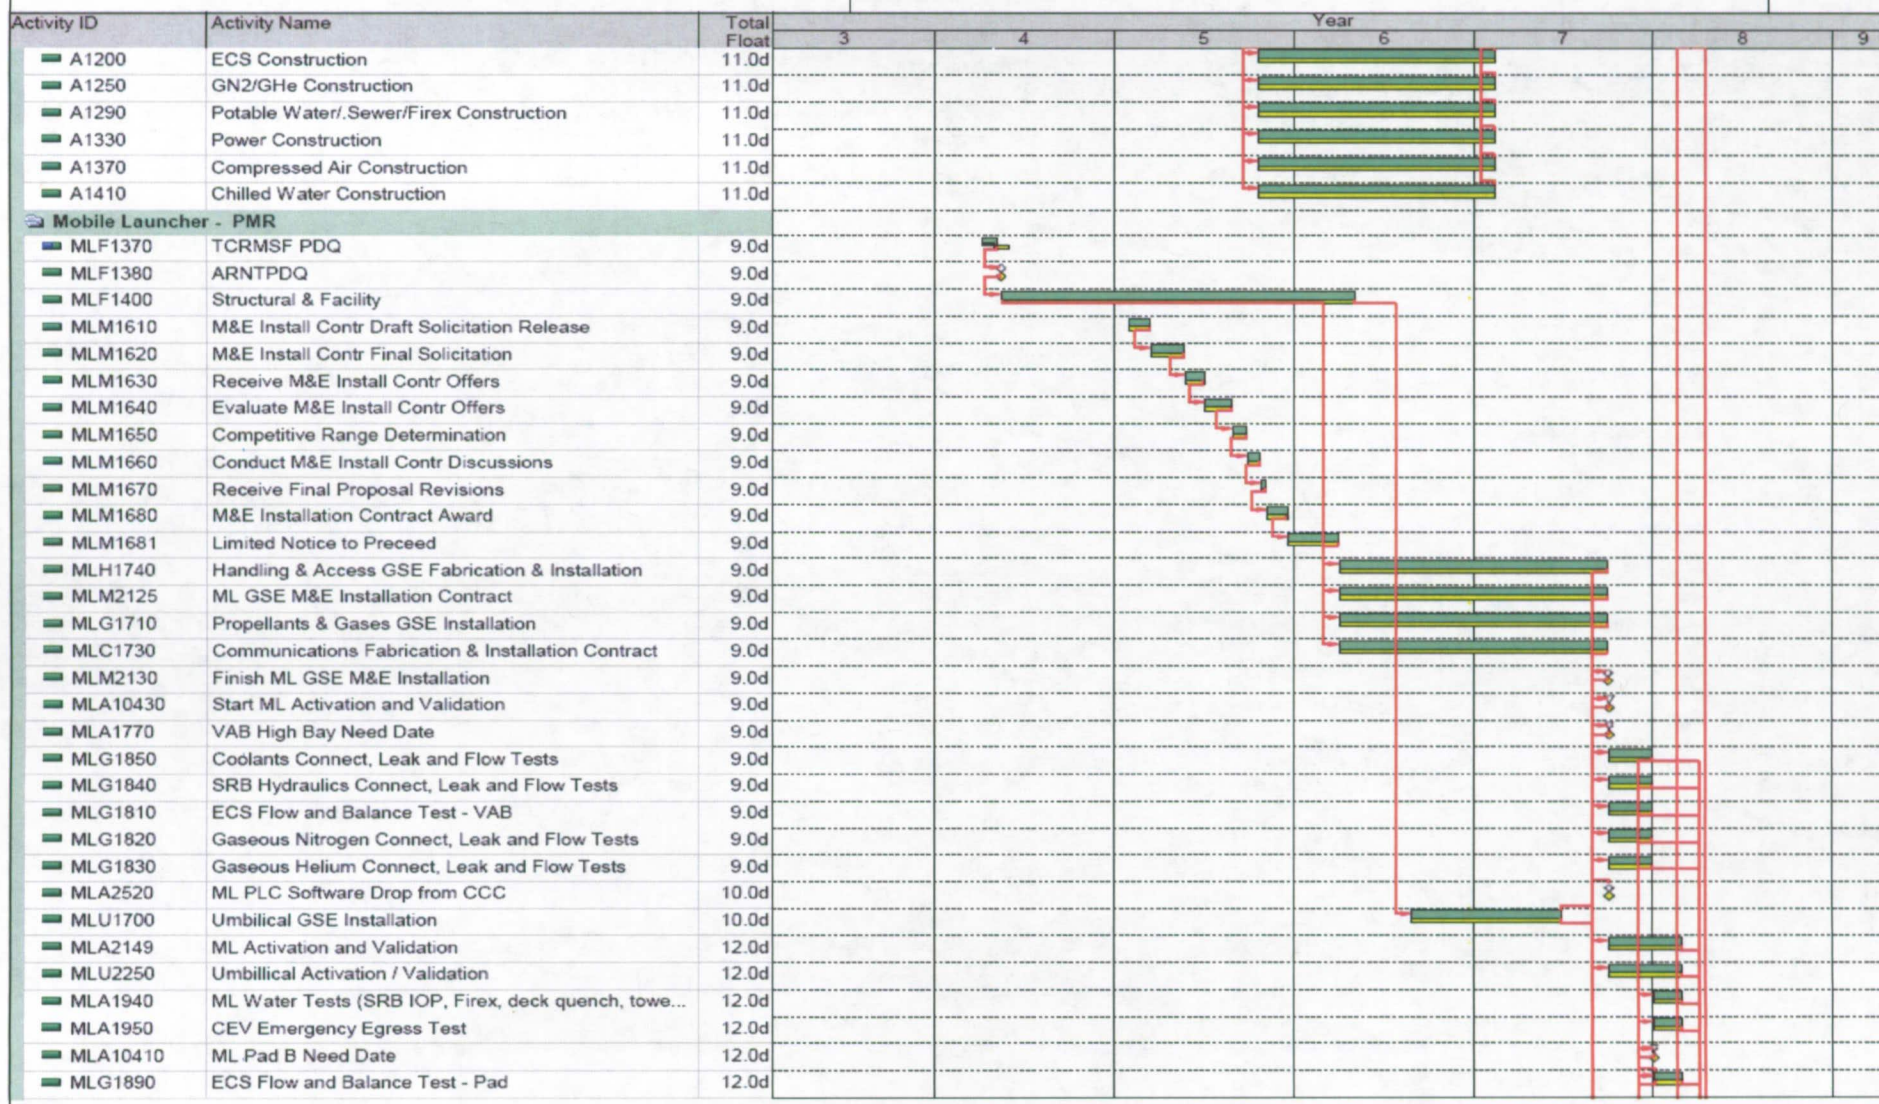 Activity ID Activity Name Total Float Year
3 4 5 6 7 8 9
A1200 ECS Construction 11.0d
A1250 GN2/GHe Construction 11.0d
A1290 Potable Water/.Sewer/Firex Construction 11.0d
A1330 Power Construction 11.0d
A1370 Compressed Air Construction 11.0d
A1410 Chilled Water Construction 11.0d
Mobile Launcher - PMR
MLF1370 TCRMSF PDQ 9.0d
MLF1380 ARNTPDQ 9.0d
MLF1400 Structural & Facility 9.0d
MLM1610 M&E Install Contr Draft Solicitation Release 9.0d
MLM1620 M&E Install Contr Final Solicitation 9.0d
MLM1630 Receive M&E Install Contr Offers 9.0d
MLM1640 Evaluate M&E Install Contr Offers 9.0d
MLM1650 Competitive Range Determination 9.0d
MLM1660 Conduct M&E Install Contr Discussions 9.0d
MLM1670 Receive Final Proposal Revisions 9.0d
MLM1680 M&E Installation Contract Award 9.0d
MLM1681 Limited Notice to Preceed 9.0d
MLH1740 Handling & Access GSE Fabrication & Installation 9.0d
MLM2125 ML GSE M&E Installation Contract 9.0d
MLG1710 Propellants & Gases GSE Installation 9.0d
MLC1730 Communications Fabrication & Installation Contract 9.0d
MLM2130 Finish ML GSE M&E Installation 9.0d
MLA10430 Start ML Activation and Validation 9.0d
MLA1770 VAB High Bay Need Date 9.0d
MLG1850 Coolants Connect, Leak and Flow Tests 9.0d
MLG1840 SRB Hydraulics Connect, Leak and Flow Tests 9.0d
MLG1810 ECS Flow and Balance Test - VAB 9.0d
MLG1820 Gaseous Nitrogen Connect, Leak and Flow Tests 9.0d
MLG1830 Gaseous Helium Connect, Leak and Flow Tests 9.0d
MLA2520 ML PLC Software Drop from CCC 10.0d
MLU1700 Umbilical GSE Installation 10.0d
MLA2149 ML Activation and Validation 12.0d
MLU2250 Umbillical Activation / Validation 12.0d
MLA1940 ML Water Tests (SRB IOP, Firex, deck quench, towe... 12.0d
MLA1950 CEV Emergency Egress Test 12.0d
MLA10410 ML Pad B Need Date 12.0d
MLG1890 ECS Flow and Balance Test - Pad 12.0d